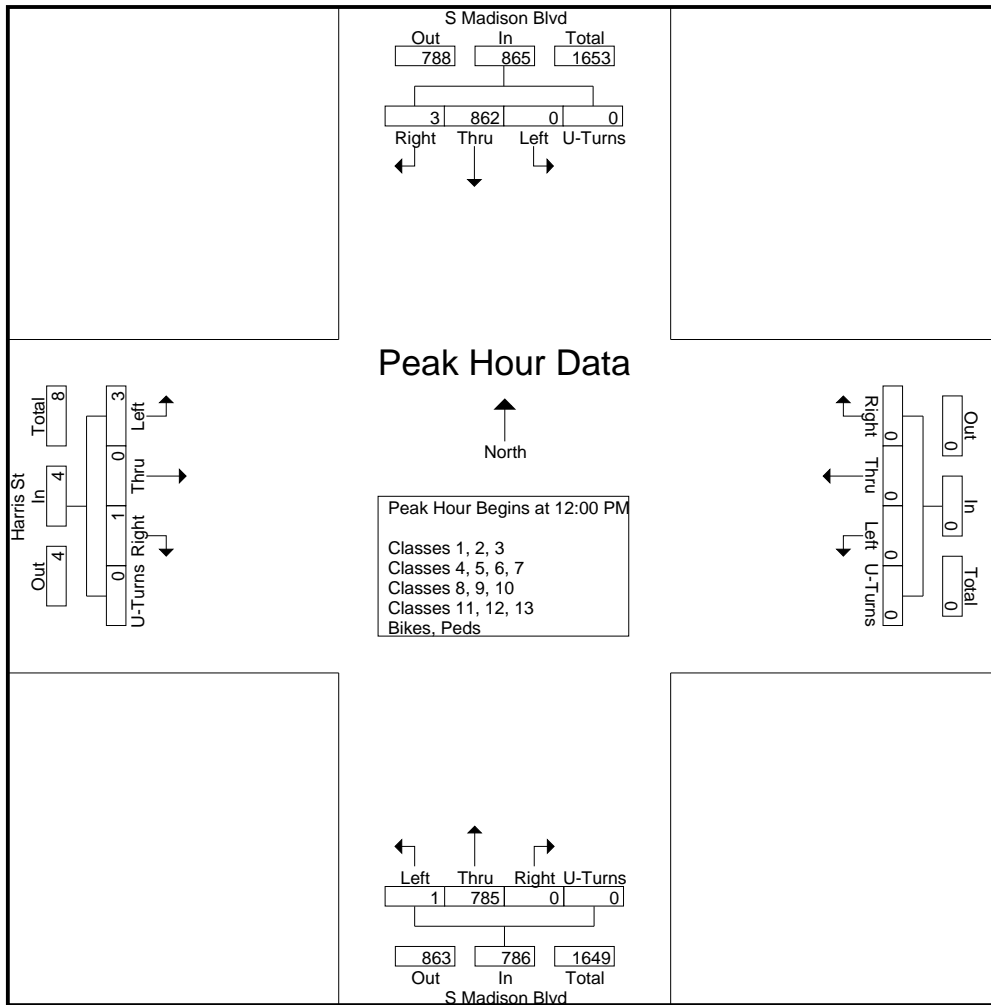 S Madison Blvd
Out In Total
788 865 1653
3 862 0 0
Right Thru Left U-Turns
Peak Hour Data
North
Peak Hour Begins at 12:00 PM
Classes 1, 2, 3
Classes 4, 5, 6, 7
Classes 8, 9, 10
Classes 11, 12, 13
Bikes, Peds
Harris St
Out In Total
4 4 8
0 1 0 3
U-Turns Right Thru Left
Out In Total
0 0 0
0 0 0 0
Right Thru Left U-Turns
Left Thru Right U-Turns
1 785 0 0
863 786 1649
Out In Total
S Madison Blvd